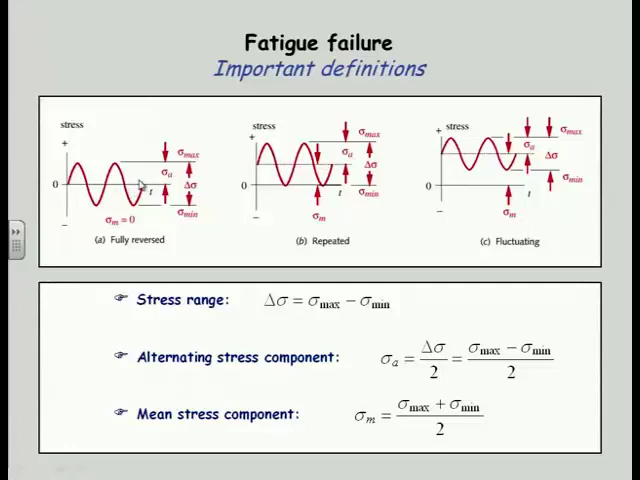 Fatigue failure
Important definitions
stress
+
σmax
σa
Δσ
0
t
σmin
σm = 0
−
(a) Fully reversed
stress
+
σmax
σa
Δσ
0
t
σmin
σm
−
(b) Repeated
stress
+
σmax
σa
Δσ
σmin
0
t
σm
−
(c) Fluctuating
☞ Stress range: Δσ = σmax − σmin
☞ Alternating stress component: σa = Δσ/2 = (σmax − σmin)/2
☞ Mean stress component: σm = (σmax + σmin)/2